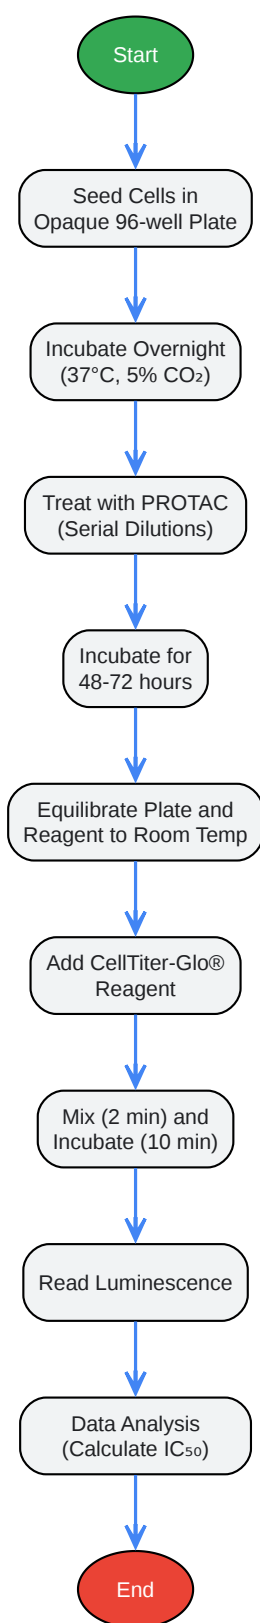 Start
Seed Cells in
Opaque 96-well Plate
Incubate Overnight
(37°C, 5% CO₂)
Treat with PROTAC
(Serial Dilutions)
Incubate for
48-72 hours
Equilibrate Plate and
Reagent to Room Temp
Add CellTiter-Glo®
Reagent
Mix (2 min) and
Incubate (10 min)
Read Luminescence
Data Analysis
(Calculate IC₅₀)
End